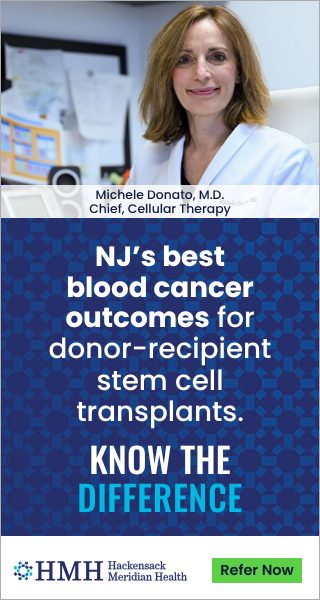 Michele Donato, M.D.
Chief, Cellular Therapy
NJ’s best
blood cancer
outcomes for
donor-recipient
stem cell
transplants.
KNOW THE
DIFFERENCE
HMH Hackensack
Meridian Health
Refer Now